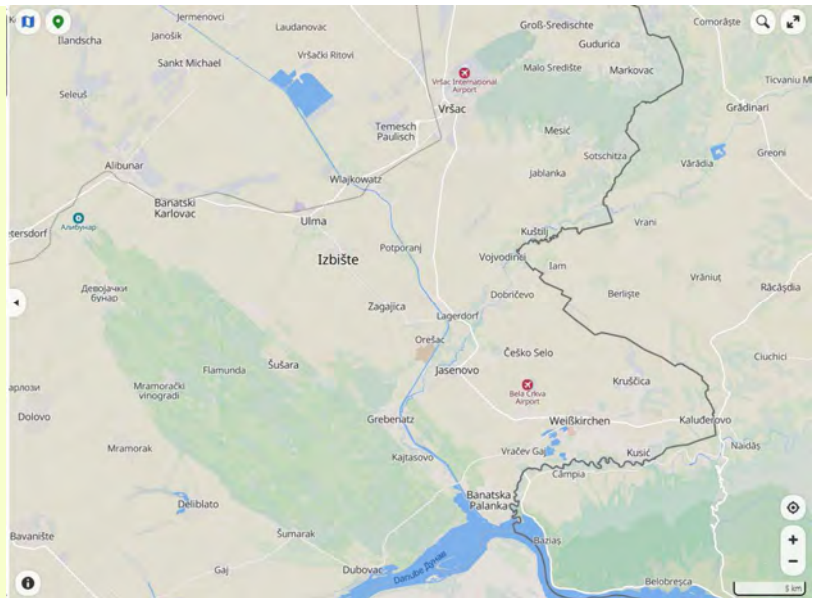 Jermenovci
Groß-Sredischte
Comorâște
Ilandscha
Janošik
Laudanovac
Gudurica
Sankt Michael
Vršački Ritovi
Malo Središte
Markovac
Vršac International
Airport
Ticvaniu M
Seleuš
Vršac
Grădinari
Temesch
Paulisch
Mesić
Sotschitza
Greoni
Vărădia
Alibunar
Jablanka
Wlajkowatz
Banatski
Karlovac
Ulma
Vrani
etersdorf
Алибунар
Kuštilj
Potporanj
Izbište
Vojvodinci
Iam
Vrăniuț
Răcășdia
Девојачки
бунар
Dobričevo
Berliște
Zagajica
Lagerdorf
Orešac
Česko Selo
Ciuchici
Šušara
Flamunda
Jasenovo
Kruščica
арлози
Mramorački
vinogradi
Bela Crkva
Airport
Dolovo
Grebenatz
Weißkirchen
Kaluđerovo
Naidăș
Mramorak
Kajtasovo
Vračev Gaj
Kusić
Câmpia
Banatska
Palanka
Deliblato
Bavanište
Šumarak
Baziaș
Gaj
Dubovac
Danube Дунав
Belobreșca
5 km